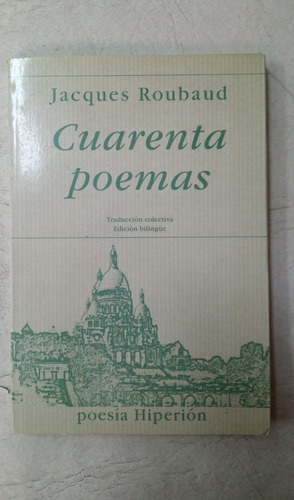 Jacques Roubaud
Cuarenta
poemas
Traducción colectiva
Edición bilingüe
poesía Hiperión